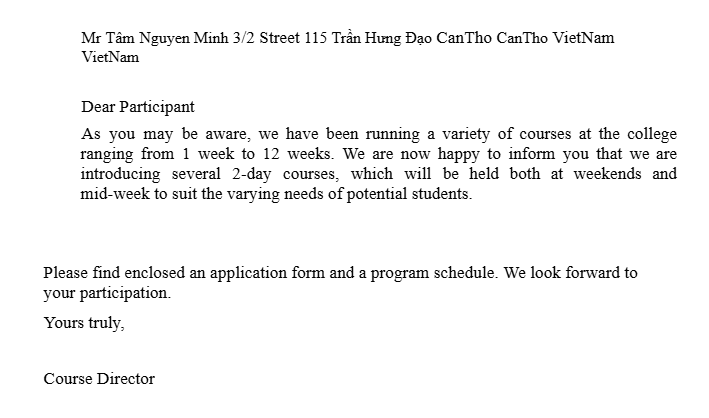 Mr Tâm Nguyen Minh 3/2 Street 115 Trần Hưng Đạo CanTho CanTho VietNam
VietNam
Dear Participant
As you may be aware, we have been running a variety of courses at the college
ranging from 1 week to 12 weeks. We are now happy to inform you that we are
introducing several 2-day courses, which will be held both at weekends and
mid-week to suit the varying needs of potential students.
Please find enclosed an application form and a program schedule. We look forward to
your participation.
Yours truly,
Course Director